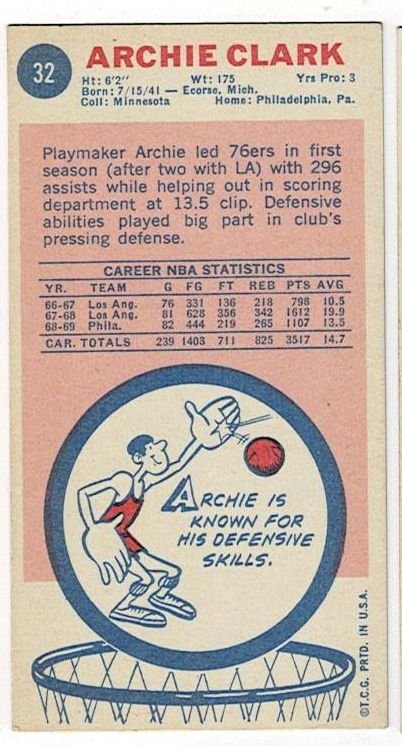 32
ARCHIE CLARK
Ht: 6'2" Wt: 175 Yrs Pro: 3
Born: 7/15/41 — Ecorse, Mich.
Coll: Minnesota Home: Philadelphia, Pa.
Playmaker Archie led 76ers in first
season (after two with LA) with 296
assists while helping out in scoring
department at 13.5 clip. Defensive
abilities played big part in club's
pressing defense.
CAREER NBA STATISTICS
YR. TEAM G FG FT REB PTS AVG
66-67 Los Ang. 76 331 136 218 798 10.5
67-68 Los Ang. 81 628 356 342 1612 19.9
68-69 Phila. 82 444 219 265 1107 13.5
CAR. TOTALS 239 1403 711 825 3517 14.7
ARCHIE IS
KNOWN FOR
HIS DEFENSIVE
SKILLS.
©T.C.G. PRTD. IN U.S.A.